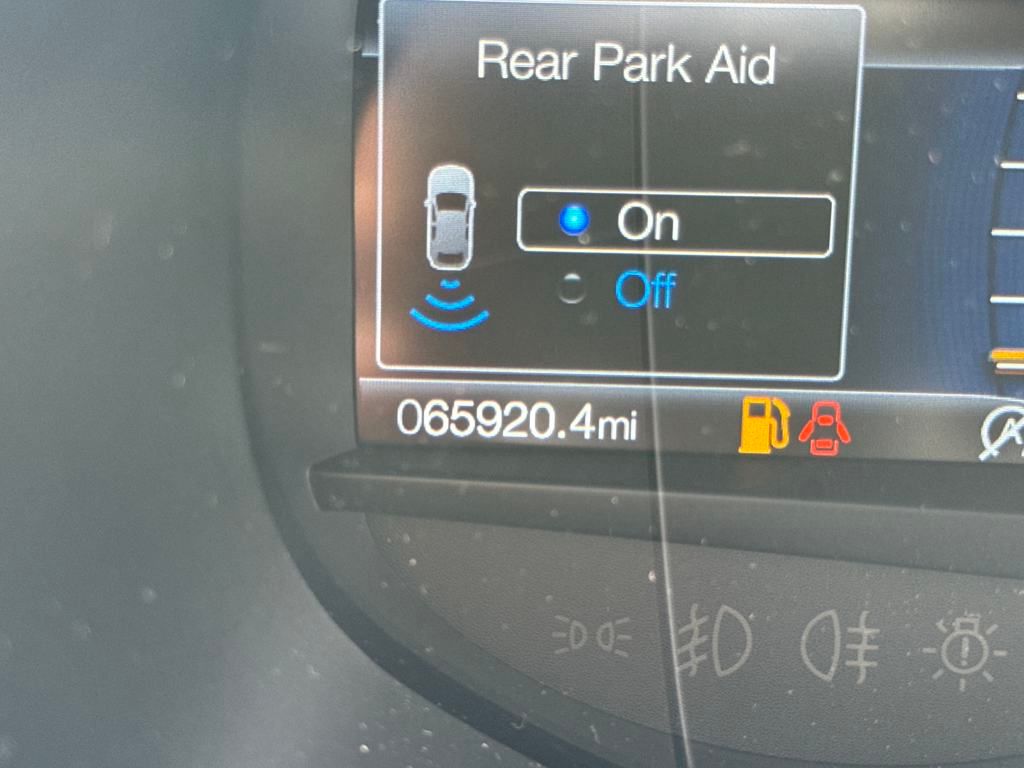 Rear Park Aid
On
Off
065920.4mi